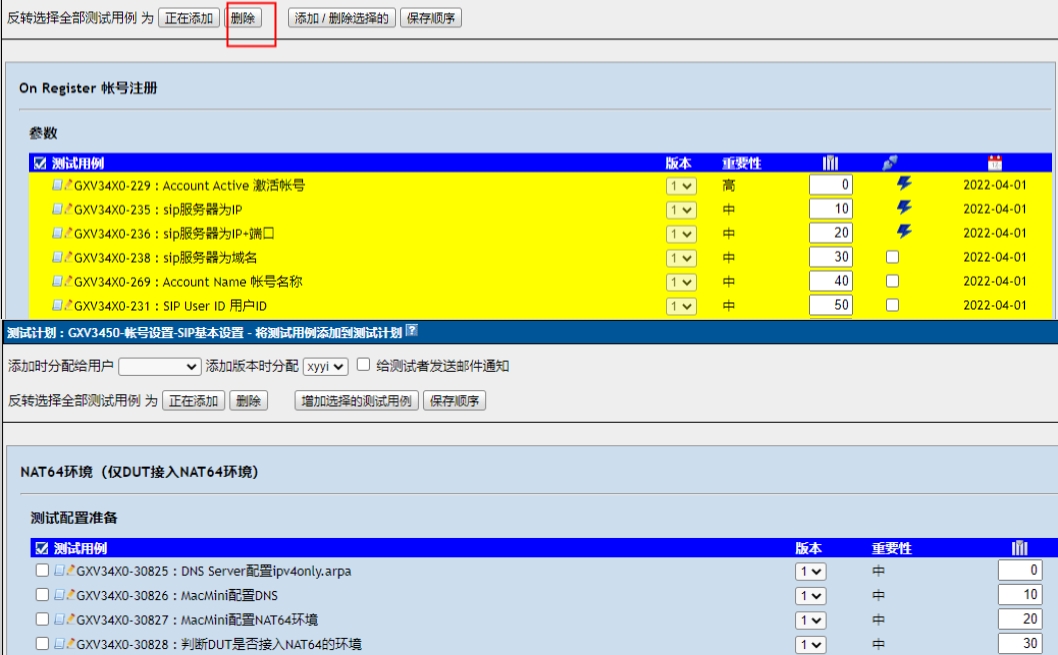 反转选择全部测试用例 为 正在添加 删除 添加 / 删除选择的 保存顺序
On Register 帐号注册
参数
测试用例 版本 重要性
GXV34X0-229 : Account Active 激活帐号 1 高 0 2022-04-01
GXV34X0-235 : sip服务器为IP 1 中 10 2022-04-01
GXV34X0-236 : sip服务器为IP+端口 1 中 20 2022-04-01
GXV34X0-238 : sip服务器为域名 1 中 30 2022-04-01
GXV34X0-269 : Account Name 帐号名称 1 中 40 2022-04-01
GXV34X0-231 : SIP User ID 用户ID 1 中 50 2022-04-01
测试计划 : GXV3450-帐号设置-SIP基本设置 - 将测试用例添加到测试计划 ?
添加时分配给用户 添加版本时分配 xyyi 给测试者发送邮件通知
反转选择全部测试用例 为 正在添加 删除 增加选择的测试用例 保存顺序
NAT64环境（仅DUT接入NAT64环境）
测试配置准备
测试用例 版本 重要性
GXV34X0-30825 : DNS Server配置ipv4only.arpa 1 中 0
GXV34X0-30826 : MacMini配置DNS 1 中 10
GXV34X0-30827 : MacMini配置NAT64环境 1 中 20
GXV34X0-30828 : 判断DUT是否接入NAT64的环境 1 中 30